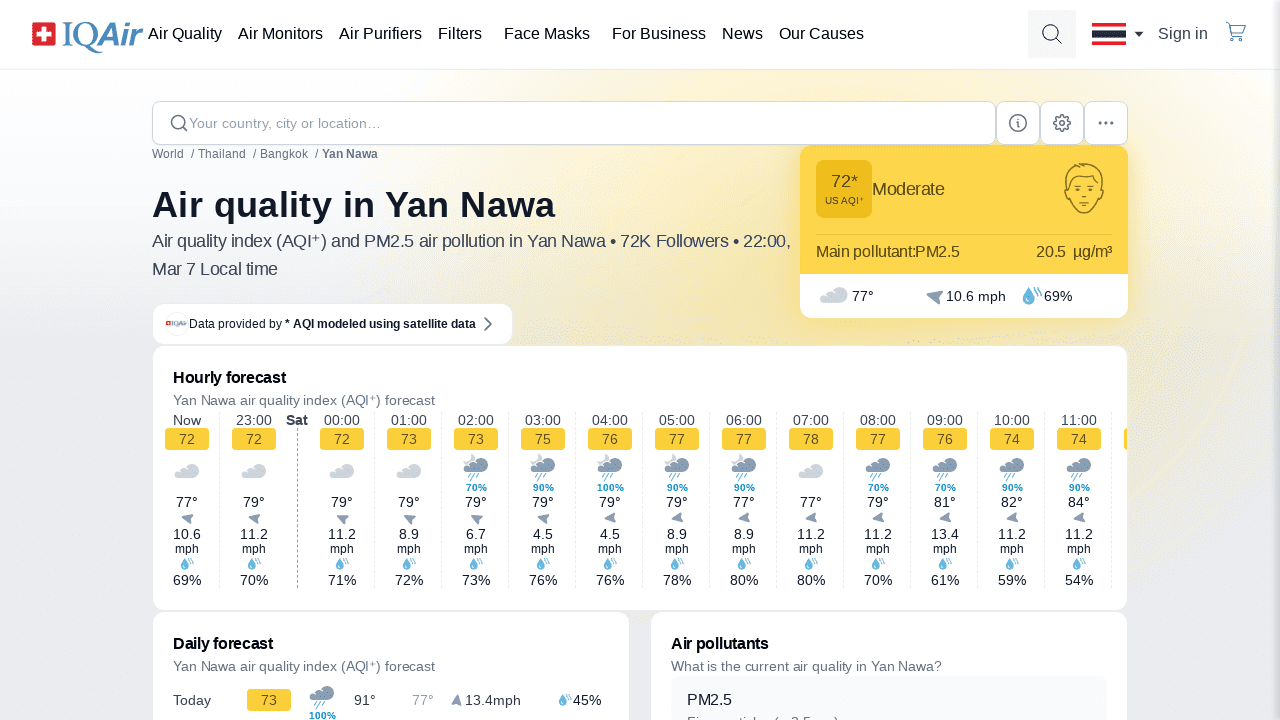 IQAir
Air Quality Air Monitors Air Purifiers Filters Face Masks For Business News Our Causes Sign in
Your country, city or location…
World / Thailand / Bangkok / Yan Nawa
Air quality in Yan Nawa
Air quality index (AQI⁺) and PM2.5 air pollution in Yan Nawa • 72K Followers • 22:00,
Mar 7 Local time
72*
US AQI⁺
Moderate
Main pollutant:PM2.5 20.5 µg/m³
77° 10.6 mph 69%
IQAir Data provided by * AQI modeled using satellite data
Hourly forecast
Yan Nawa air quality index (AQI⁺) forecast
Now 23:00 Sat 00:00 01:00 02:00 03:00 04:00 05:00 06:00 07:00 08:00 09:00 10:00 11:00
72 72 72 73 73 75 76 77 77 78 77 76 74 74
70% 90% 100% 90% 90% 70% 70% 90% 90%
77° 79° 79° 79° 79° 79° 79° 79° 77° 77° 79° 81° 82° 84°
10.6 11.2 11.2 8.9 6.7 4.5 4.5 8.9 8.9 11.2 11.2 13.4 11.2 11.2
mph mph mph mph mph mph mph mph mph mph mph mph mph mph
69% 70% 71% 72% 73% 76% 76% 78% 80% 80% 70% 61% 59% 54%
Daily forecast
Yan Nawa air quality index (AQI⁺) forecast
Today 73 91° 77° 13.4mph 45%
100%
Air pollutants
What is the current air quality in Yan Nawa?
PM2.5